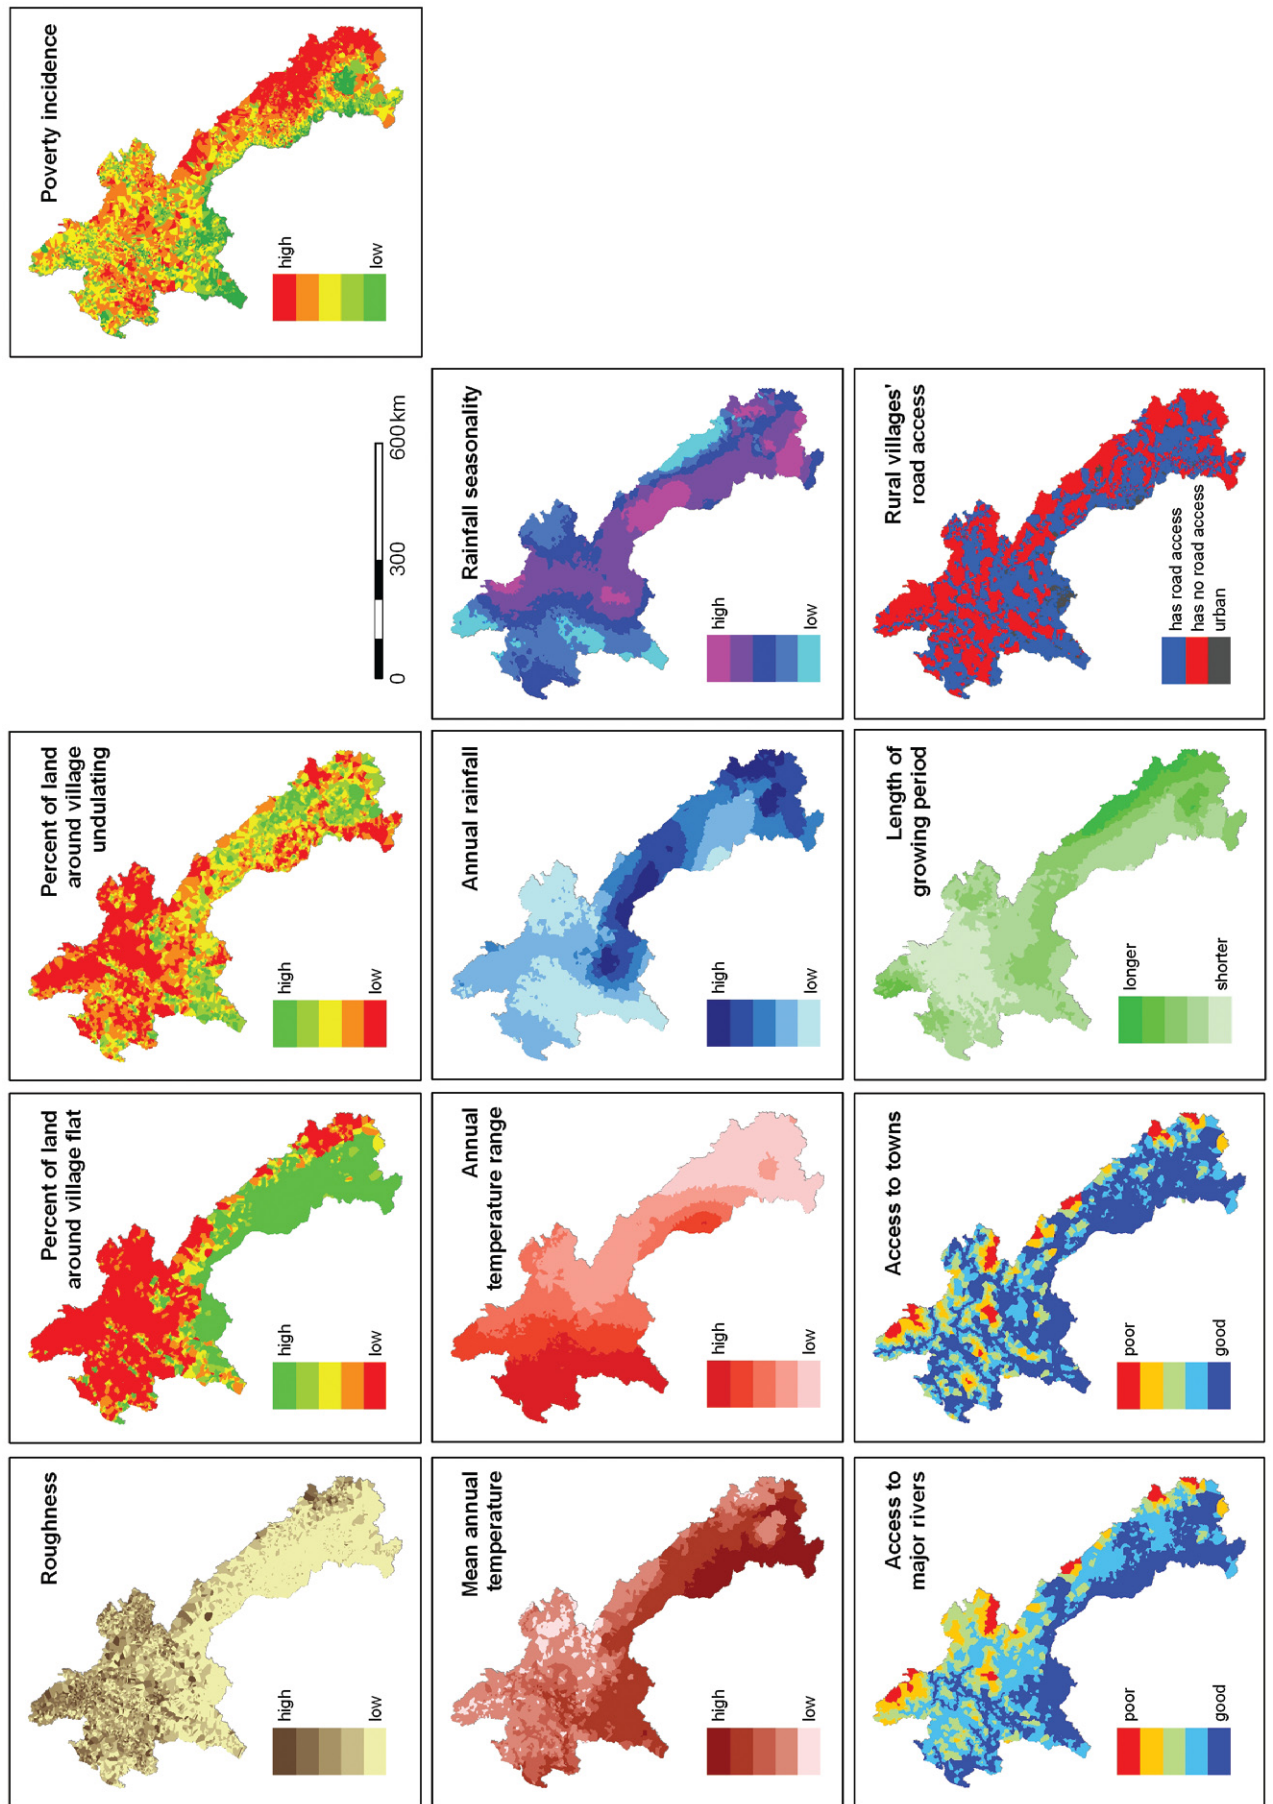 Roughness
high
low
Percent of land
around village flat
high
low
Percent of land
around village
undulating
high
low
0
300
600 km
Poverty incidence
high
low
Mean annual
temperature
high
low
Annual
temperature range
high
low
Annual rainfall
high
low
Rainfall seasonality
high
low
Access to
major rivers
poor
good
Access to towns
poor
good
Length of
growing period
longer
shorter
Rural villages'
road access
has road access
has no road access
urban